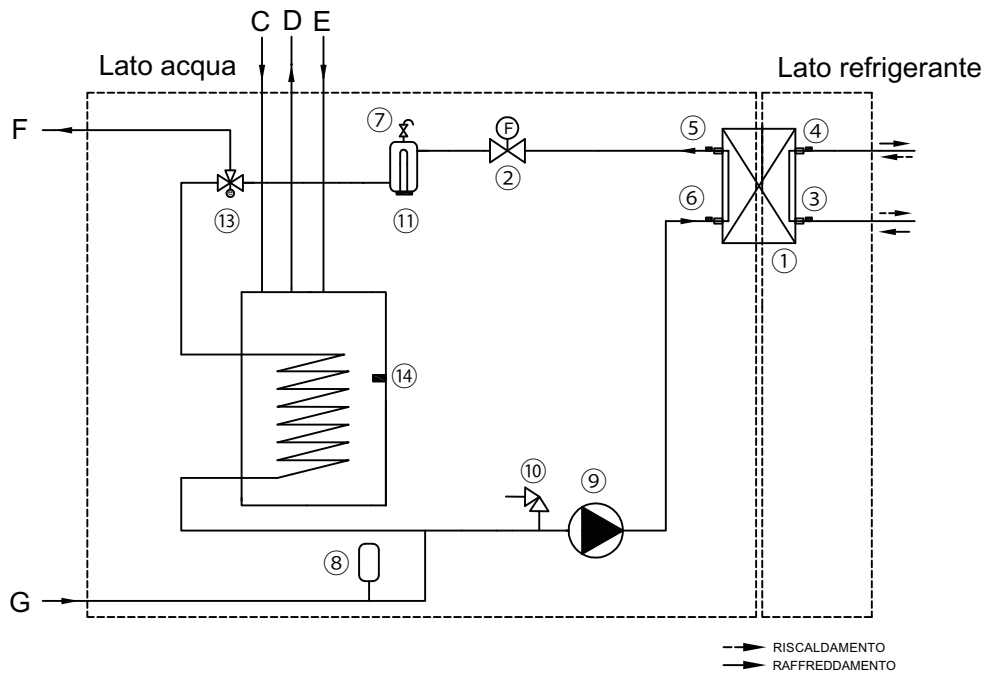 C D E
Lato acqua
Lato refrigerante
F
⑦
F
②
⑤
④
⑥
③
⑬
⑪
①
⑭
⑩
⑨
⑧
G
RISCALDAMENTO
RAFFREDDAMENTO